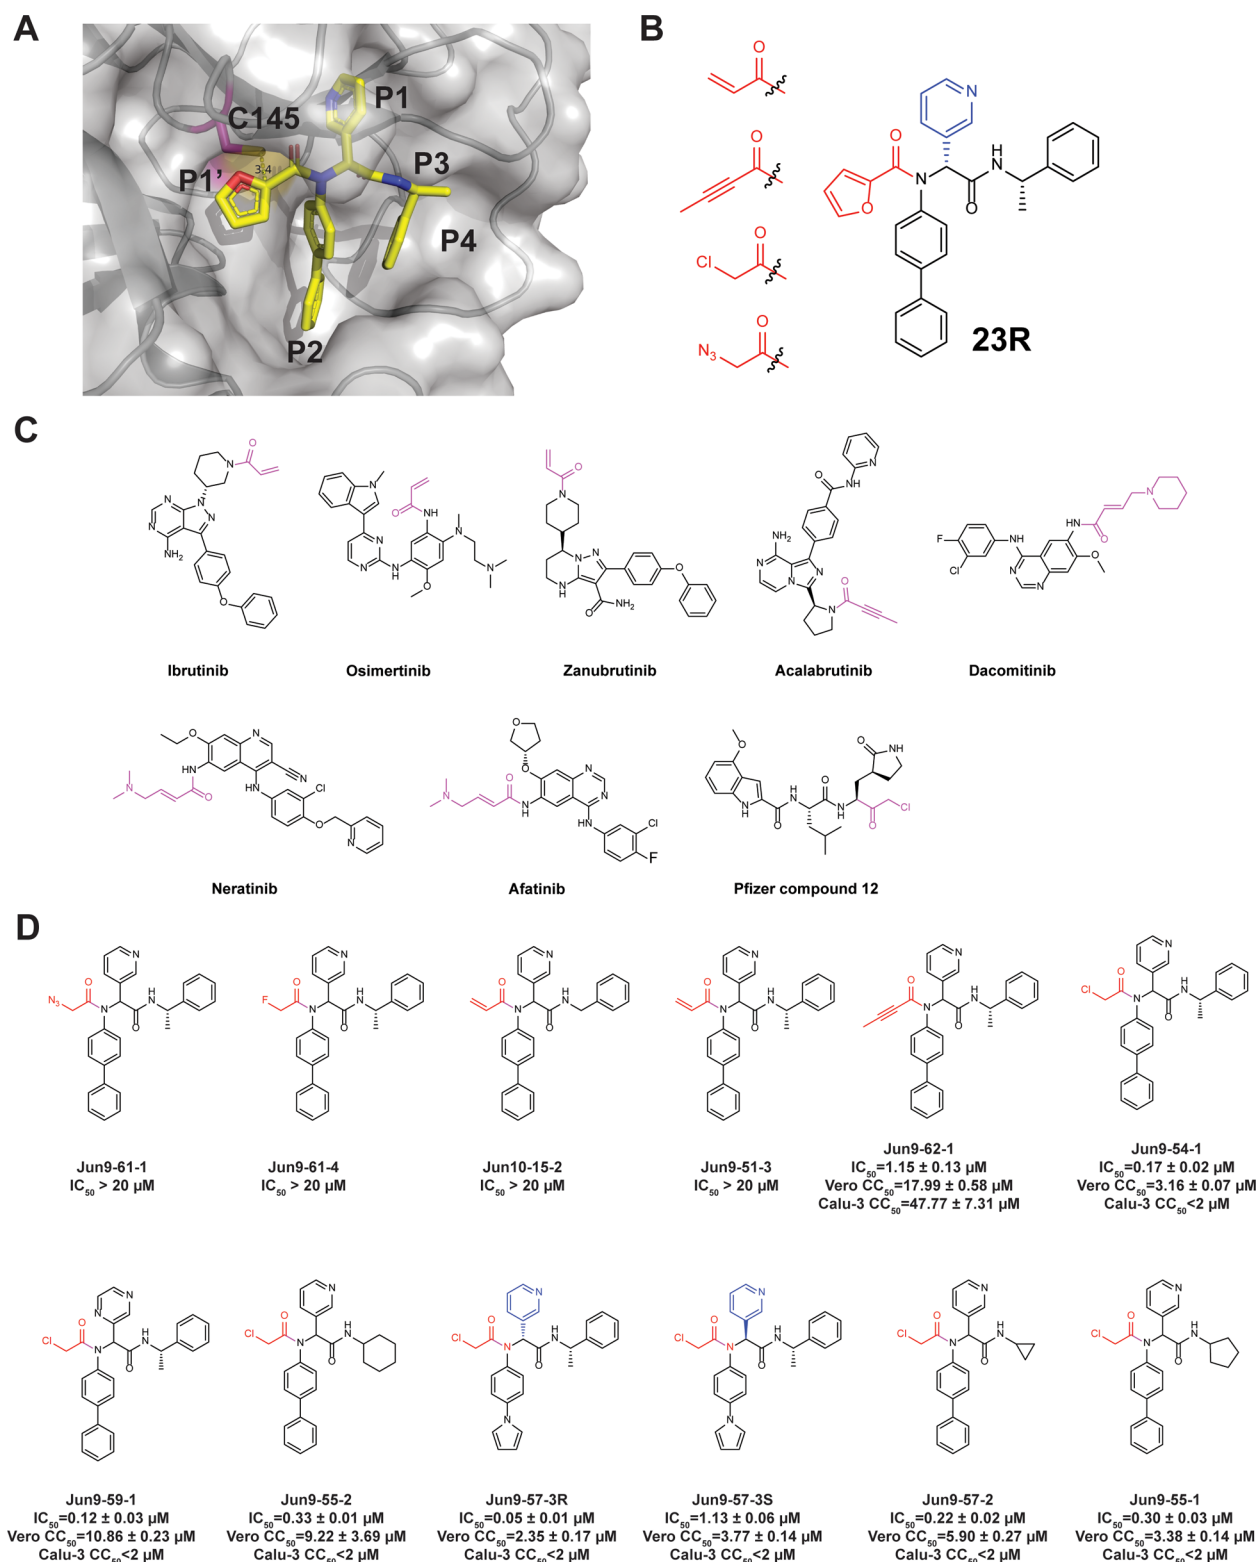 A
C145
P1
P1’
3.4
P3
P4
P2
B
23R
C
Ibrutinib
Osimertinib
Zanubrutinib
Acalabrutinib
Dacomitinib
Neratinib
Afatinib
Pfizer compound 12
D
Jun9-61-1
IC50 > 20 µM
Jun9-61-4
IC50 > 20 µM
Jun10-15-2
IC50 > 20 µM
Jun9-51-3
IC50 > 20 µM
Jun9-62-1
IC50=1.15 ± 0.13 µM
Vero CC50=17.99 ± 0.58 µM
Calu-3 CC50=47.77 ± 7.31 µM
Jun9-54-1
IC50=0.17 ± 0.02 µM
Vero CC50=3.16 ± 0.07 µM
Calu-3 CC50<2 µM
Jun9-59-1
IC50=0.12 ± 0.03 µM
Vero CC50=10.86 ± 0.23 µM
Calu-3 CC50<2 µM
Jun9-55-2
IC50=0.33 ± 0.01 µM
Vero CC50=9.22 ± 3.69 µM
Calu-3 CC50<2 µM
Jun9-57-3R
IC50=0.05 ± 0.01 µM
Vero CC50=2.35 ± 0.17 µM
Calu-3 CC50<2 µM
Jun9-57-3S
IC50=1.13 ± 0.06 µM
Vero CC50=3.77 ± 0.14 µM
Calu-3 CC50<2 µM
Jun9-57-2
IC50=0.22 ± 0.02 µM
Vero CC50=5.90 ± 0.27 µM
Calu-3 CC50<2 µM
Jun9-55-1
IC50=0.30 ± 0.03 µM
Vero CC50=3.38 ± 0.14 µM
Calu-3 CC50<2 µM